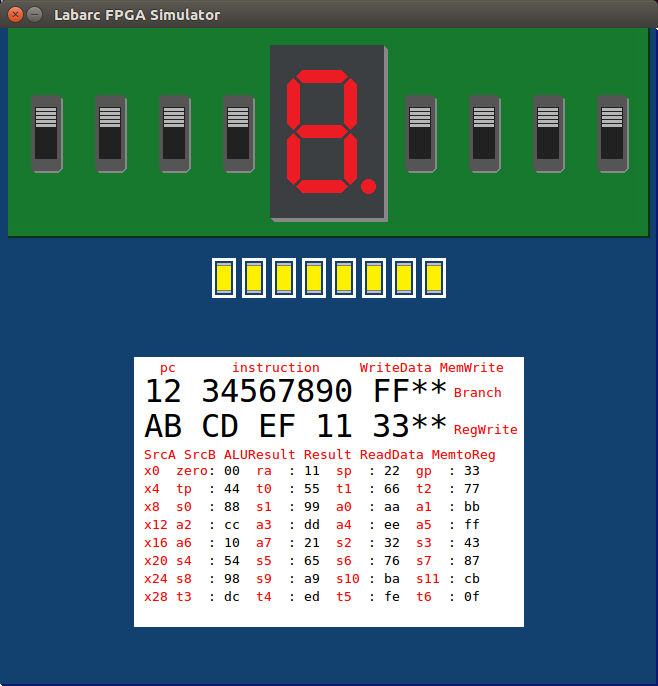 Labarc FPGA Simulator
pc instruction WriteData MemWrite
12 34567890 FF** Branch
AB CD EF 11 33** RegWrite
SrcA SrcB ALUResult Result ReadData MemtoReg
x0 zero: 00 ra : 11 sp : 22 gp : 33
x4 tp : 44 t0 : 55 t1 : 66 t2 : 77
x8 s0 : 88 s1 : 99 a0 : aa a1 : bb
x12 a2 : cc a3 : dd a4 : ee a5 : ff
x16 a6 : 10 a7 : 21 s2 : 32 s3 : 43
x20 s4 : 54 s5 : 65 s6 : 76 s7 : 87
x24 s8 : 98 s9 : a9 s10 : ba s11 : cb
x28 t3 : dc t4 : ed t5 : fe t6 : 0f